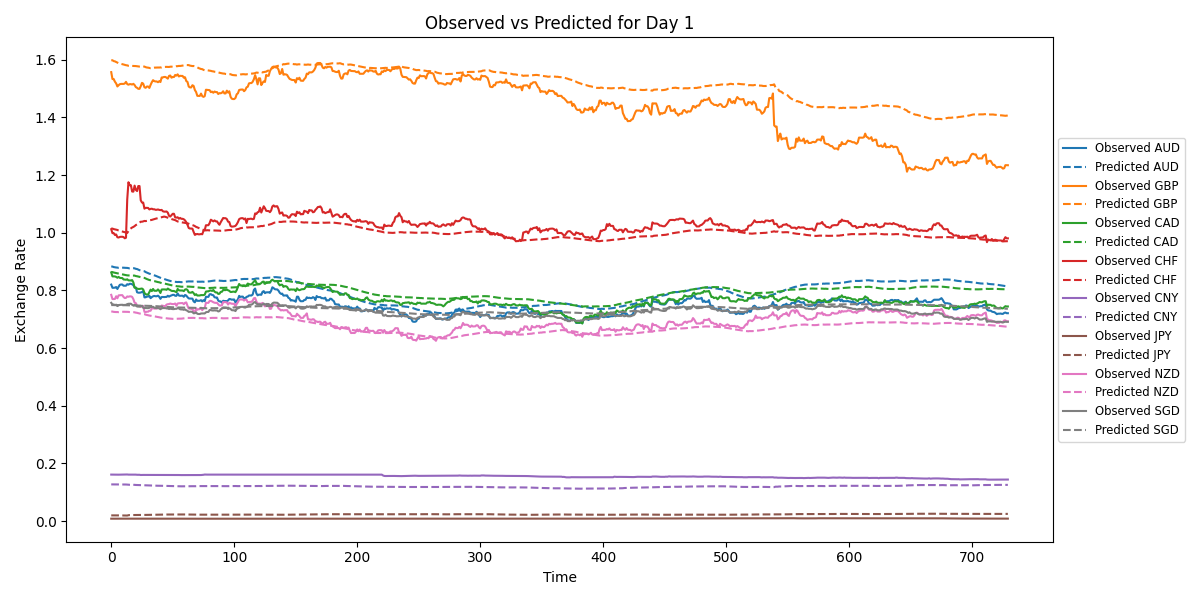 Observed vs Predicted for Day 1
Exchange Rate
1.6
1.4
1.2
1.0
0.8
0.6
0.4
0.2
0.0
0
100
200
300
400
500
600
700
Time
Observed AUD
Predicted AUD
Observed GBP
Predicted GBP
Observed CAD
Predicted CAD
Observed CHF
Predicted CHF
Observed CNY
Predicted CNY
Observed JPY
Predicted JPY
Observed NZD
Predicted NZD
Observed SGD
Predicted SGD